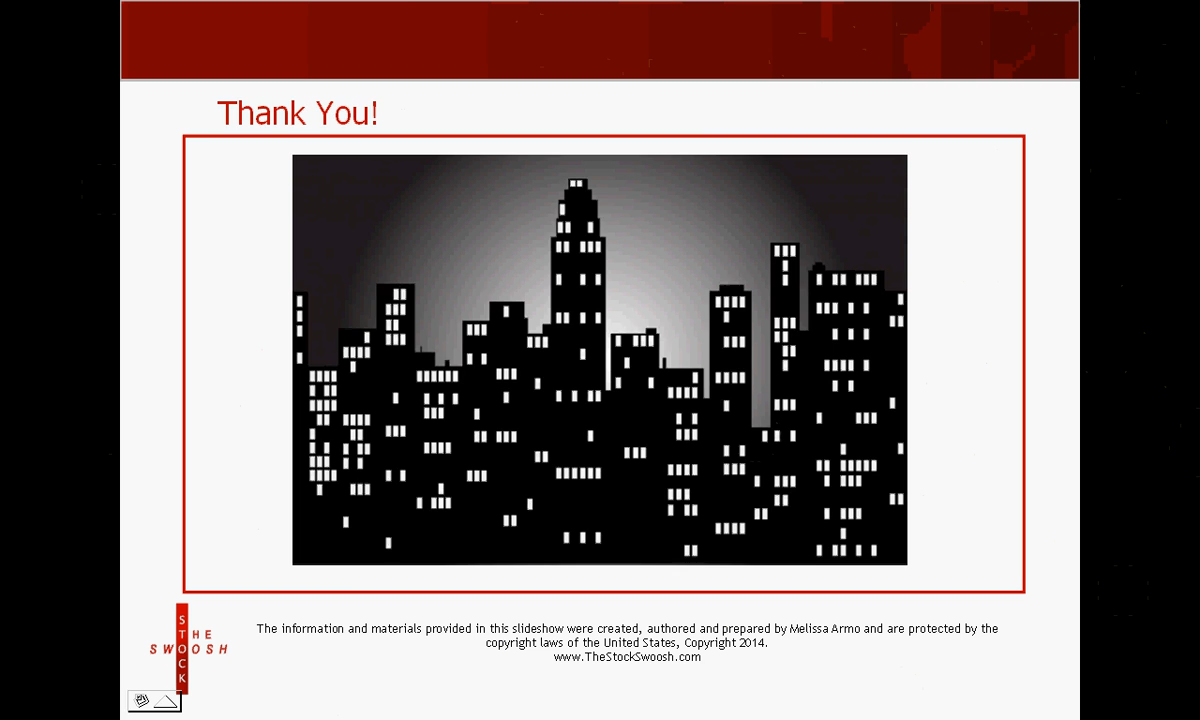 Thank You!
THE
STOCK
SWOOSH
The information and materials provided in this slideshow were created, authored and prepared by Melissa Armo and are protected by the
copyright laws of the United States, Copyright 2014.
www.TheStockSwoosh.com